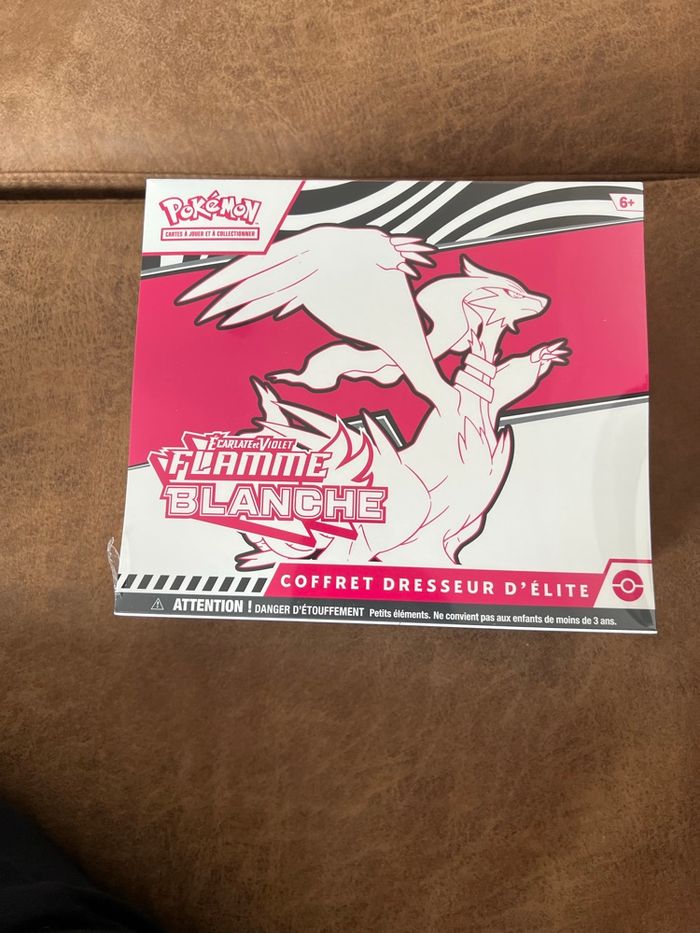 POKéMON
CARTES À JOUER ET À COLLECTIONNER
6+
ÉCARLATE et VIOLET
FLAMME
BLANCHE
COFFRET DRESSEUR D'ÉLITE
ATTENTION ! DANGER D'ÉTOUFFEMENT Petits éléments. Ne convient pas aux enfants de moins de 3 ans.